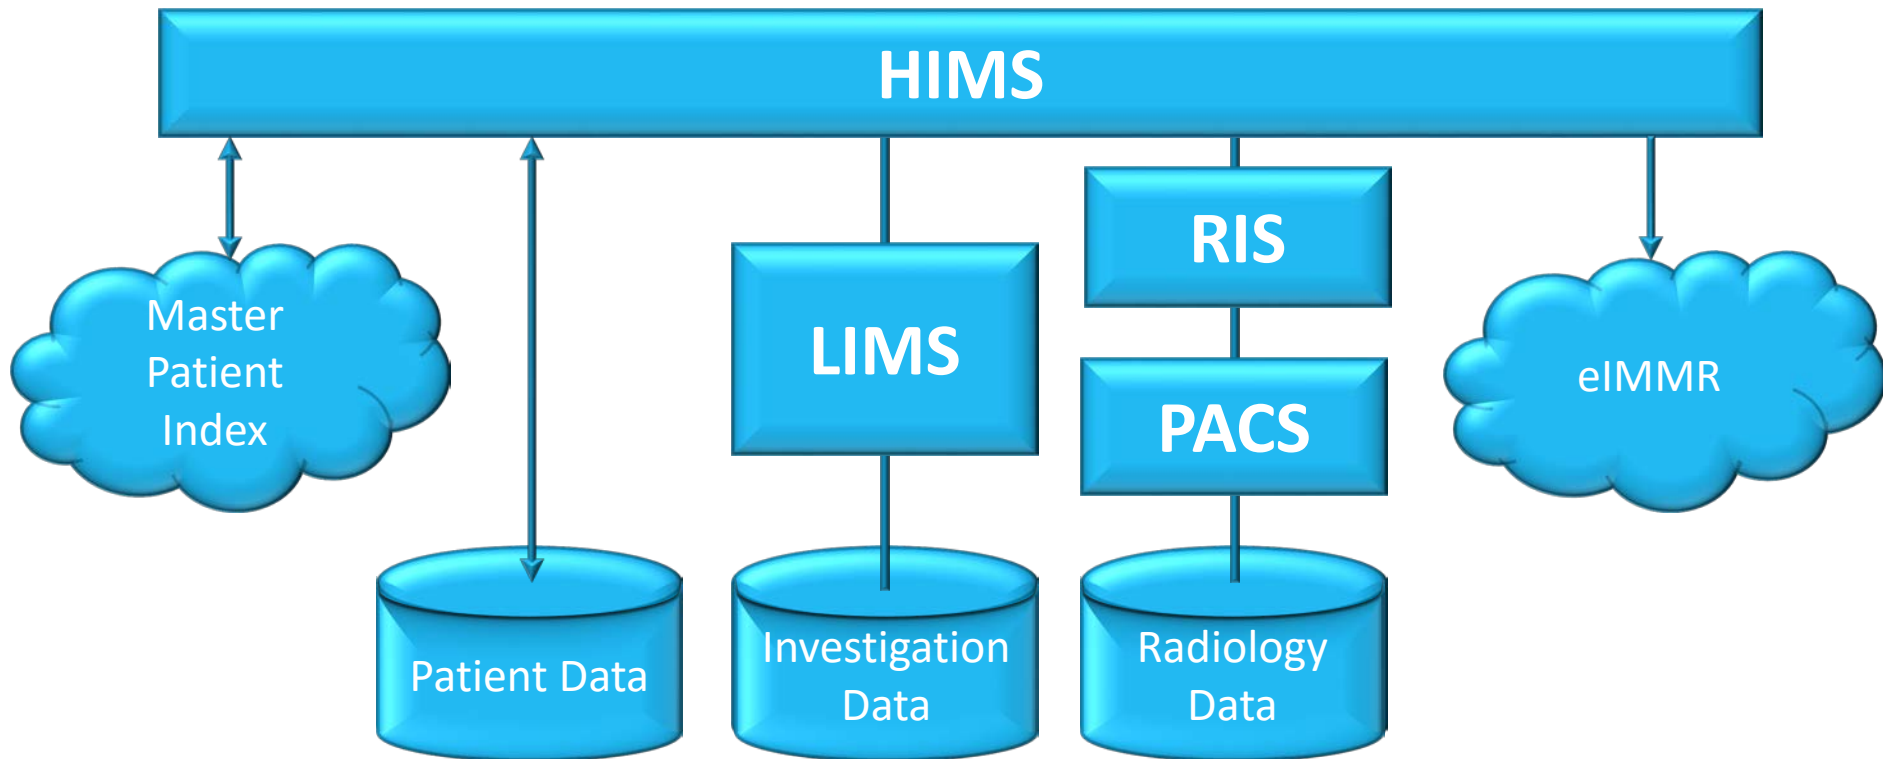 HIMS
RIS
LIMS
PACS
Master
Patient
Index
eIMMR
Patient Data
Investigation
Data
Radiology
Data